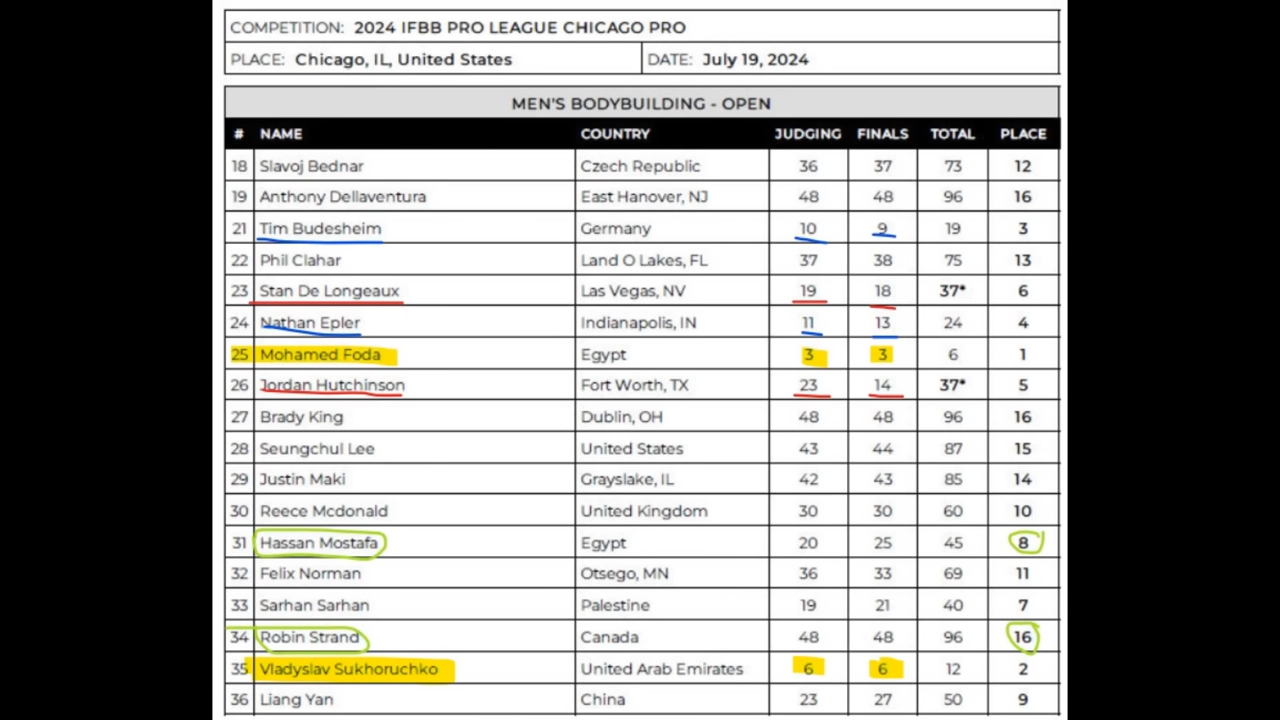 COMPETITION: 2024 IFBB PRO LEAGUE CHICAGO PRO
PLACE: Chicago, IL, United States DATE: July 19, 2024
MEN'S BODYBUILDING - OPEN
# NAME COUNTRY JUDGING FINALS TOTAL PLACE
18 Slavoj Bednar Czech Republic 36 37 73 12
19 Anthony Dellaventura East Hanover, NJ 48 48 96 16
21 Tim Budesheim Germany 10 9 19 3
22 Phil Clahar Land O Lakes, FL 37 38 75 13
23 Stan De Longeaux Las Vegas, NV 19 18 37* 6
24 Nathan Epler Indianapolis, IN 11 13 24 4
25 Mohamed Foda Egypt 3 3 6 1
26 Jordan Hutchinson Fort Worth, TX 23 14 37* 5
27 Brady King Dublin, OH 48 48 96 16
28 Seungchul Lee United States 43 44 87 15
29 Justin Maki Grayslake, IL 42 43 85 14
30 Reece Mcdonald United Kingdom 30 30 60 10
31 Hassan Mostafa Egypt 20 25 45 8
32 Felix Norman Otsego, MN 36 33 69 11
33 Sarhan Sarhan Palestine 19 21 40 7
34 Robin Strand Canada 48 48 96 16
35 Vladyslav Sukhoruchko United Arab Emirates 6 6 12 2
36 Liang Yan China 23 27 50 9